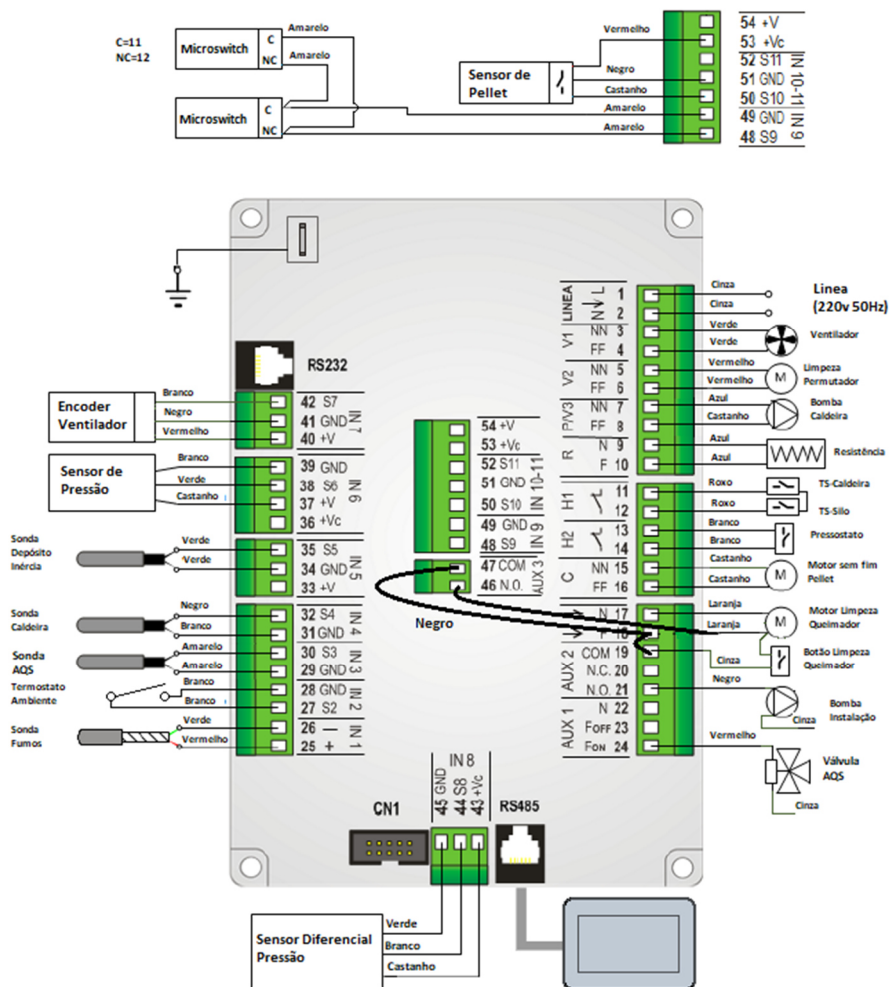 C=11
NC=12
Microswitch
C
NC
Amarelo
Amarelo
Microswitch
C
NC
Sensor de
Pellet
Vermelho
Negro
Castanho
Amarelo
Amarelo
54 +V
53 +Vc
52 S11
51 GND
50 S10
49 GND
48 S9
IN 10-11
IN 9
RS232
Encoder
Ventilador
Branco
Negro
Vermelho
42 S7
41 GND
40 +V
IN 7
Sensor de
Pressão
Branco
Verde
Castanho
39 GND
38 S6
37 +V
36 +Vc
IN 6
Sonda
Depósito
Inércia
Verde
Verde
35 S5
34 GND
33 +V
IN 5
Sonda
Caldeira
Negro
Branco
32 S4
31 GND
IN 4
Sonda
AQS
Amarelo
Amarelo
30 S3
29 GND
IN 3
Termostato
Ambiente
Branco
Branco
28 GND
27 S2
IN 2
Sonda
Fumos
Verde
Vermelho
26 —
25 +
IN 1
54 +V
53 +Vc
52 S11
51 GND
50 S10
49 GND
48 S9
47 COM
46 N.O.
IN 10-11
IN 9
AUX 3
Negro
LINEA
L 1
N 2
Cinza
Cinza
Linea
(220v 50Hz)
V1
NN 3
FF 4
Verde
Verde
Ventilador
V2
NN 5
FF 6
Vermelho
Vermelho
M
Limpeza
Permutador
P/V3
NN 7
FF 8
Azul
Castanho
Bomba
Caldeira
R
N 9
F 10
Azul
Azul
Resistência
H1
11
12
Roxo
Roxo
TS-Caldeira
TS-Silo
H2
13
14
Branco
Branco
Pressostato
C
NN 15
FF 16
Castanho
Castanho
M
Motor sem fim
Pellet
N 17
F 18
Laranja
Laranja
M
Motor Limpeza
Queimador
AUX 2
COM 19
N.C. 20
N.O. 21
Cinza
Botão Limpeza
Queimador
Negro
Bomba
Instalação
Cinza
AUX 1
N 22
FOFF 23
FON 24
Vermelho
Válvula
AQS
Cinza
CN1
IN 8
45 GND
44 S8
43 +Vc
RS485
Sensor Diferencial
Pressão
Verde
Branco
Castanho